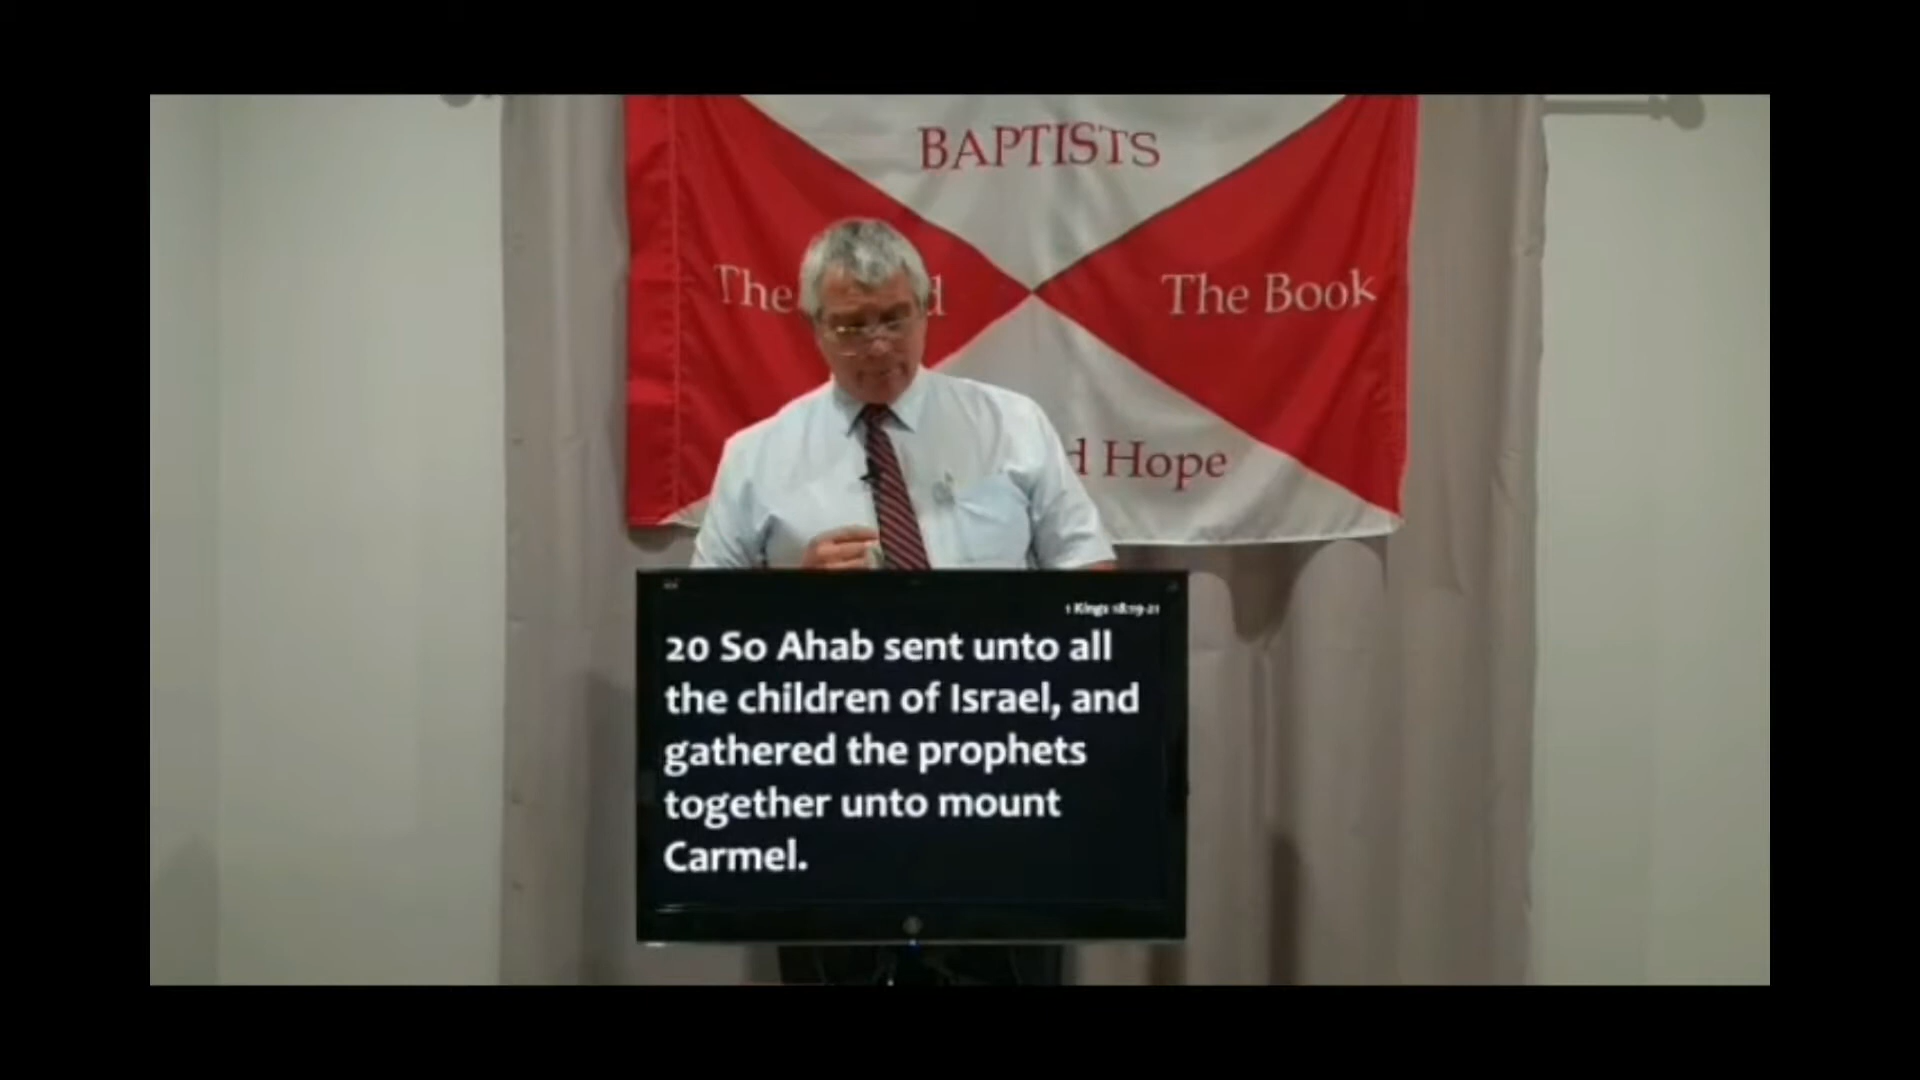 BAPTISTS
The
The Book
Hope
1 Kings 18:19-21
20 So Ahab sent unto all
the children of Israel, and
gathered the prophets
together unto mount
Carmel.